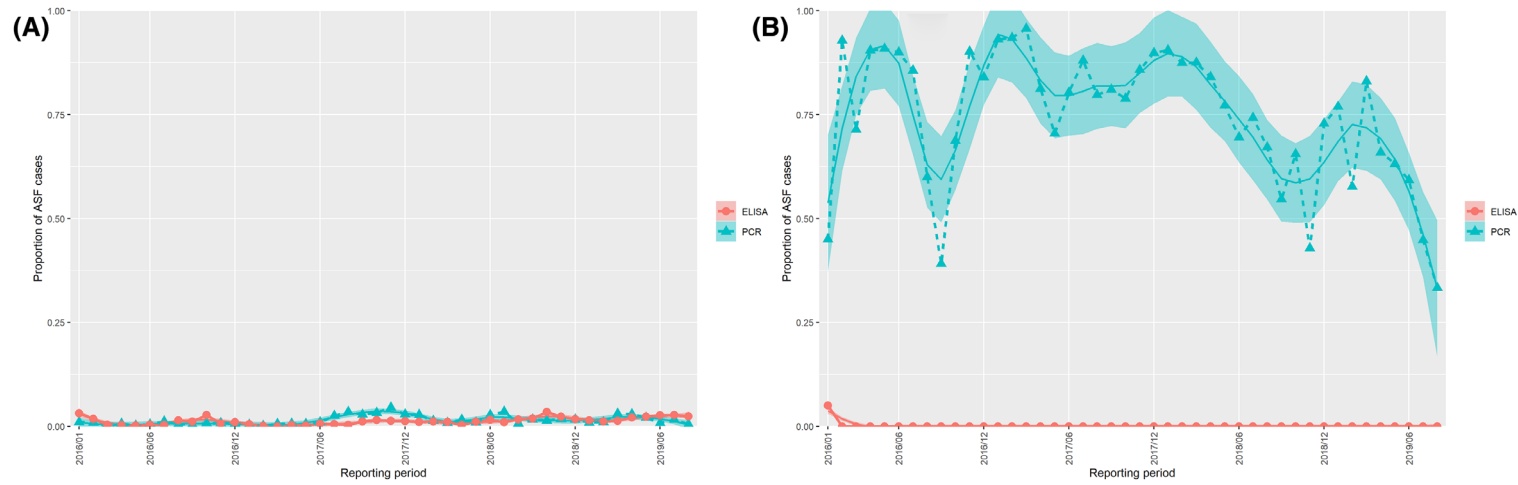 (A)
Proportion of ASF cases
1.00
0.75
0.50
0.25
0.00
2016/01
2016/06
2016/12
2017/06
2017/12
2018/06
2018/12
2019/06
Reporting period
ELISA
PCR
(B)
Proportion of ASF cases
1.00
0.75
0.50
0.25
0.00
2016/01
2016/06
2016/12
2017/06
2017/12
2018/06
2018/12
2019/06
Reporting period
ELISA
PCR